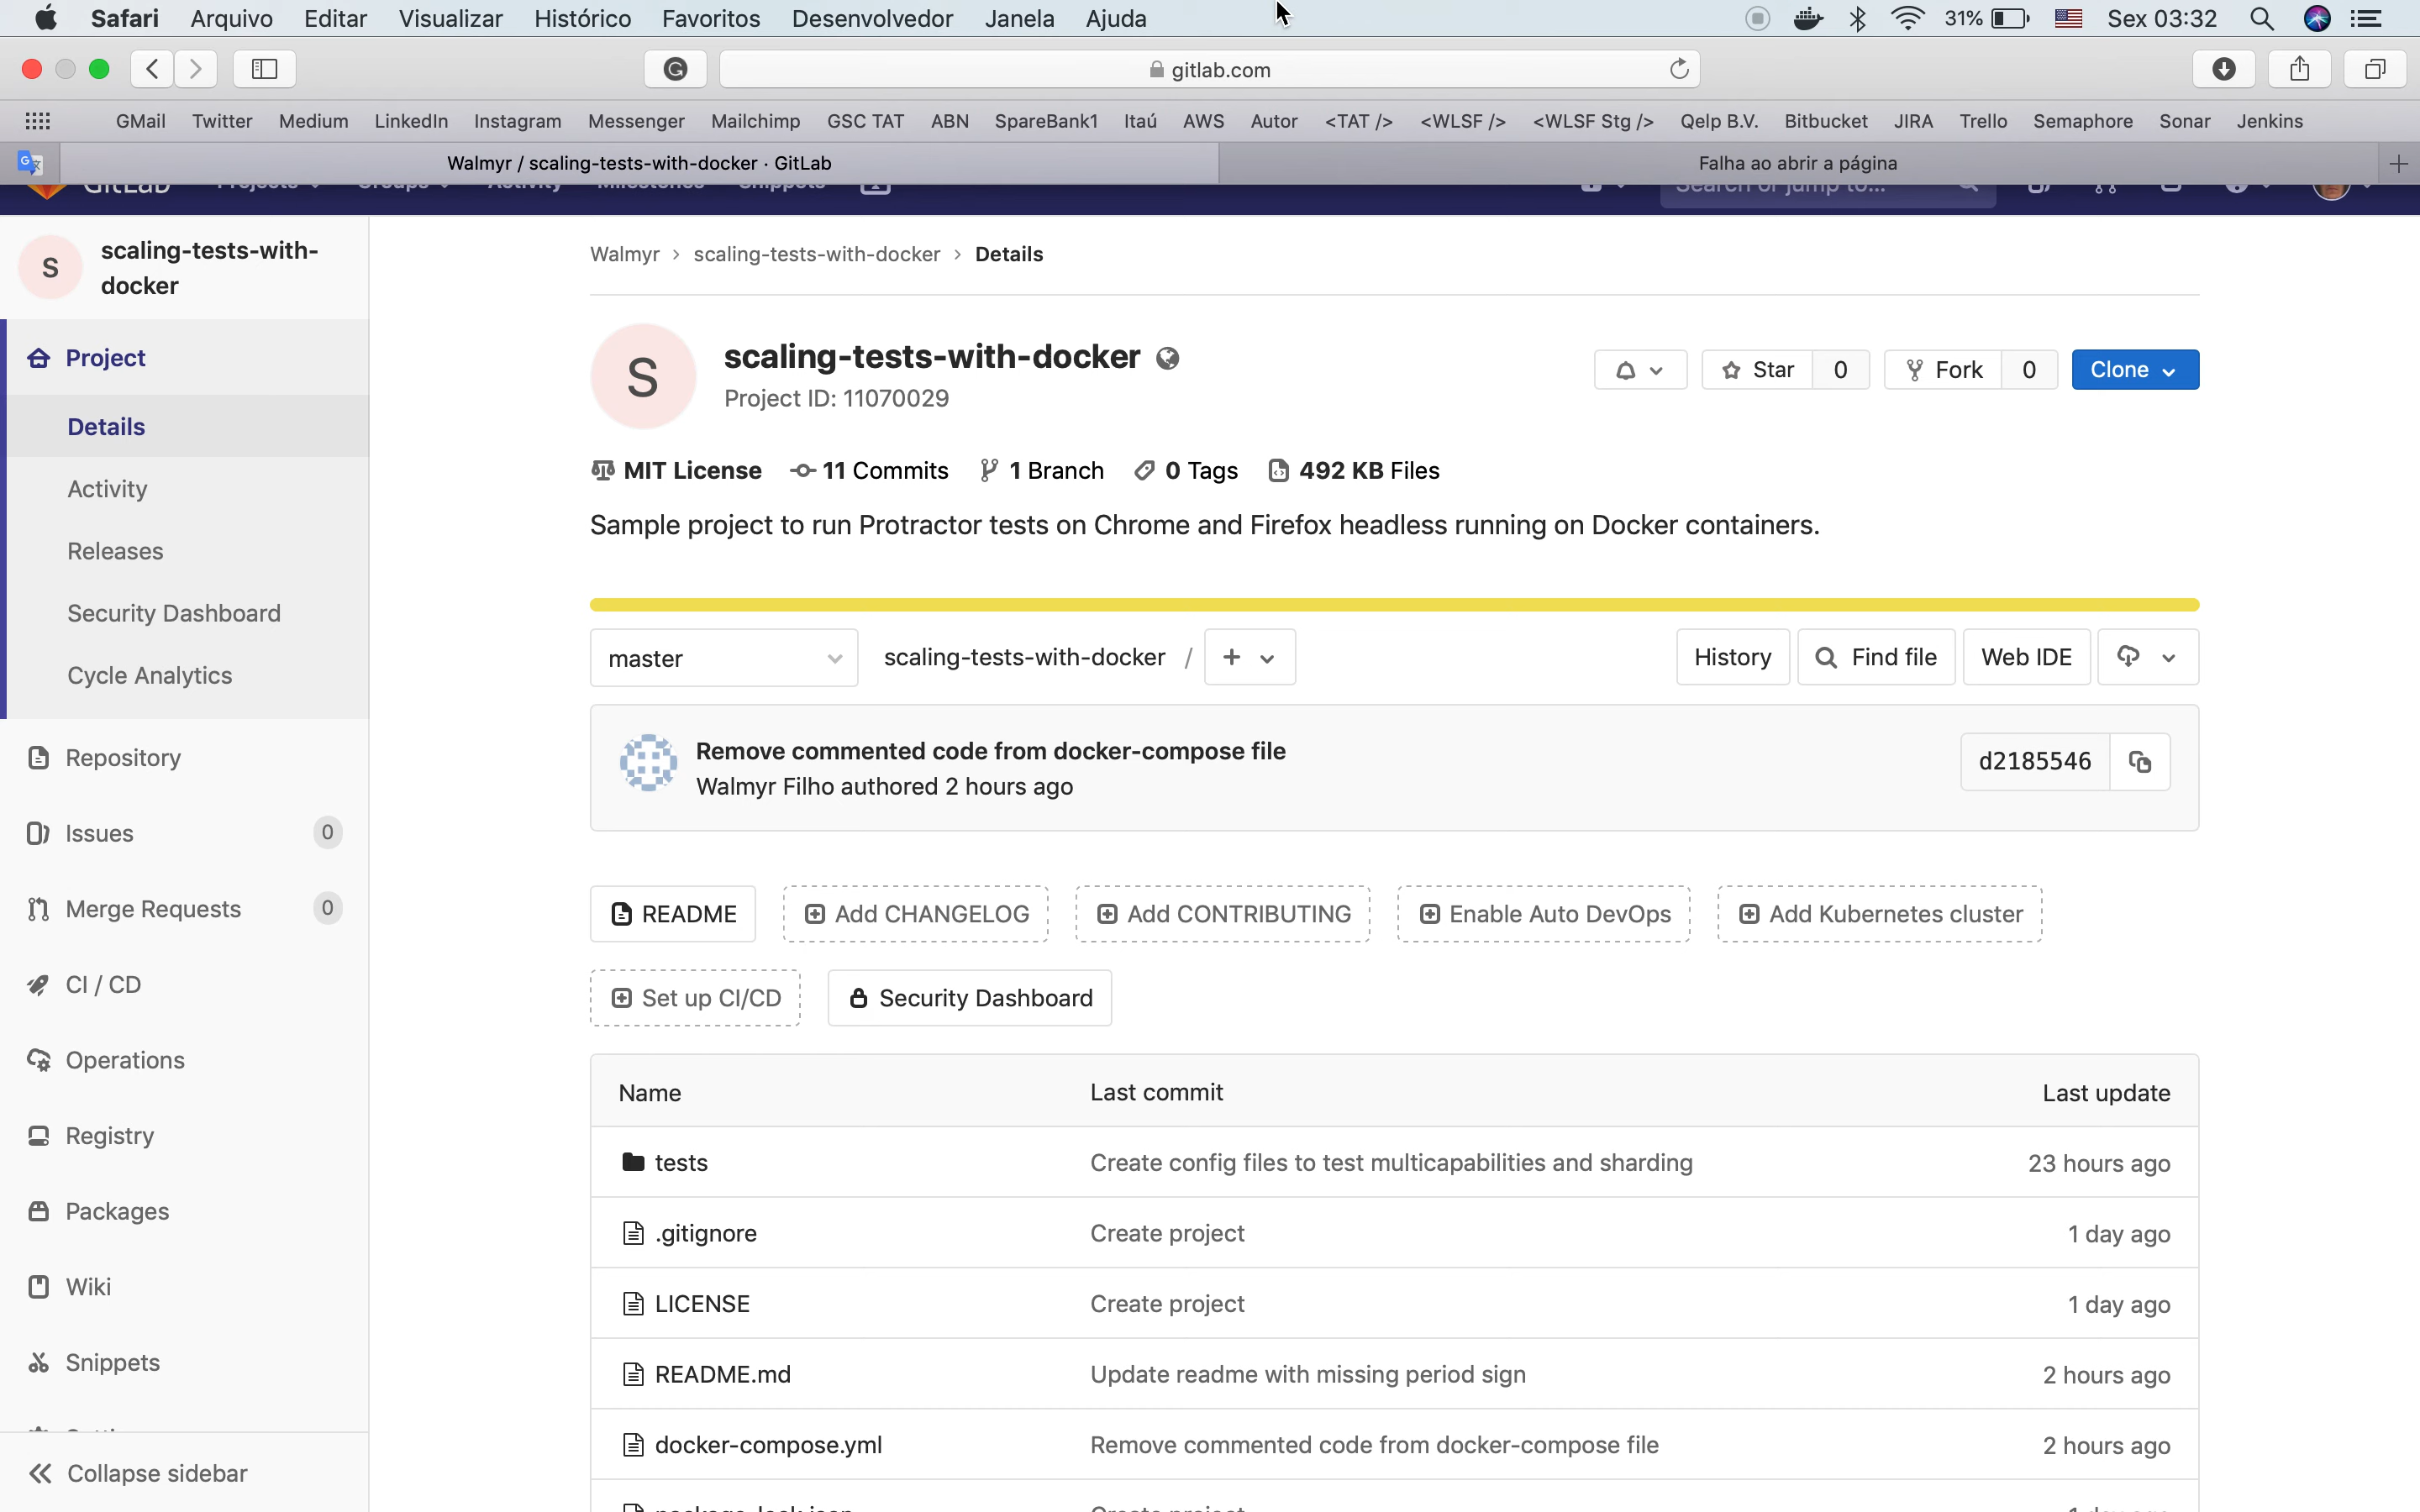 Safari Arquivo Editar Visualizar Histórico Favoritos Desenvolvedor Janela Ajuda 31% Sex 03:32
gitlab.com
GMail Twitter Medium LinkedIn Instagram Messenger Mailchimp GSC TAT ABN SpareBank1 Itaú AWS Autor <TAT /> <WLSF /> <WLSF Stg /> Qelp B.V. Bitbucket JIRA Trello Semaphore Sonar Jenkins
Walmyr / scaling-tests-with-docker · GitLab Falha ao abrir a página
GitLab Projects Groups Activity Milestones Snippets Search or jump to...
S scaling-tests-with-
docker
Project
Details
Activity
Releases
Security Dashboard
Cycle Analytics
Repository
Issues 0
Merge Requests 0
CI / CD
Operations
Registry
Packages
Wiki
Snippets
Collapse sidebar
Walmyr > scaling-tests-with-docker > Details
S scaling-tests-with-docker
Project ID: 11070029
Star 0 Fork 0 Clone
MIT License 11 Commits 1 Branch 0 Tags 492 KB Files
Sample project to run Protractor tests on Chrome and Firefox headless running on Docker containers.
master scaling-tests-with-docker / + History Find file Web IDE
Remove commented code from docker-compose file
Walmyr Filho authored 2 hours ago
d2185546
README Add CHANGELOG Add CONTRIBUTING Enable Auto DevOps Add Kubernetes cluster
Set up CI/CD Security Dashboard
Name Last commit Last update
tests Create config files to test multicapabilities and sharding 23 hours ago
.gitignore Create project 1 day ago
LICENSE Create project 1 day ago
README.md Update readme with missing period sign 2 hours ago
docker-compose.yml Remove commented code from docker-compose file 2 hours ago